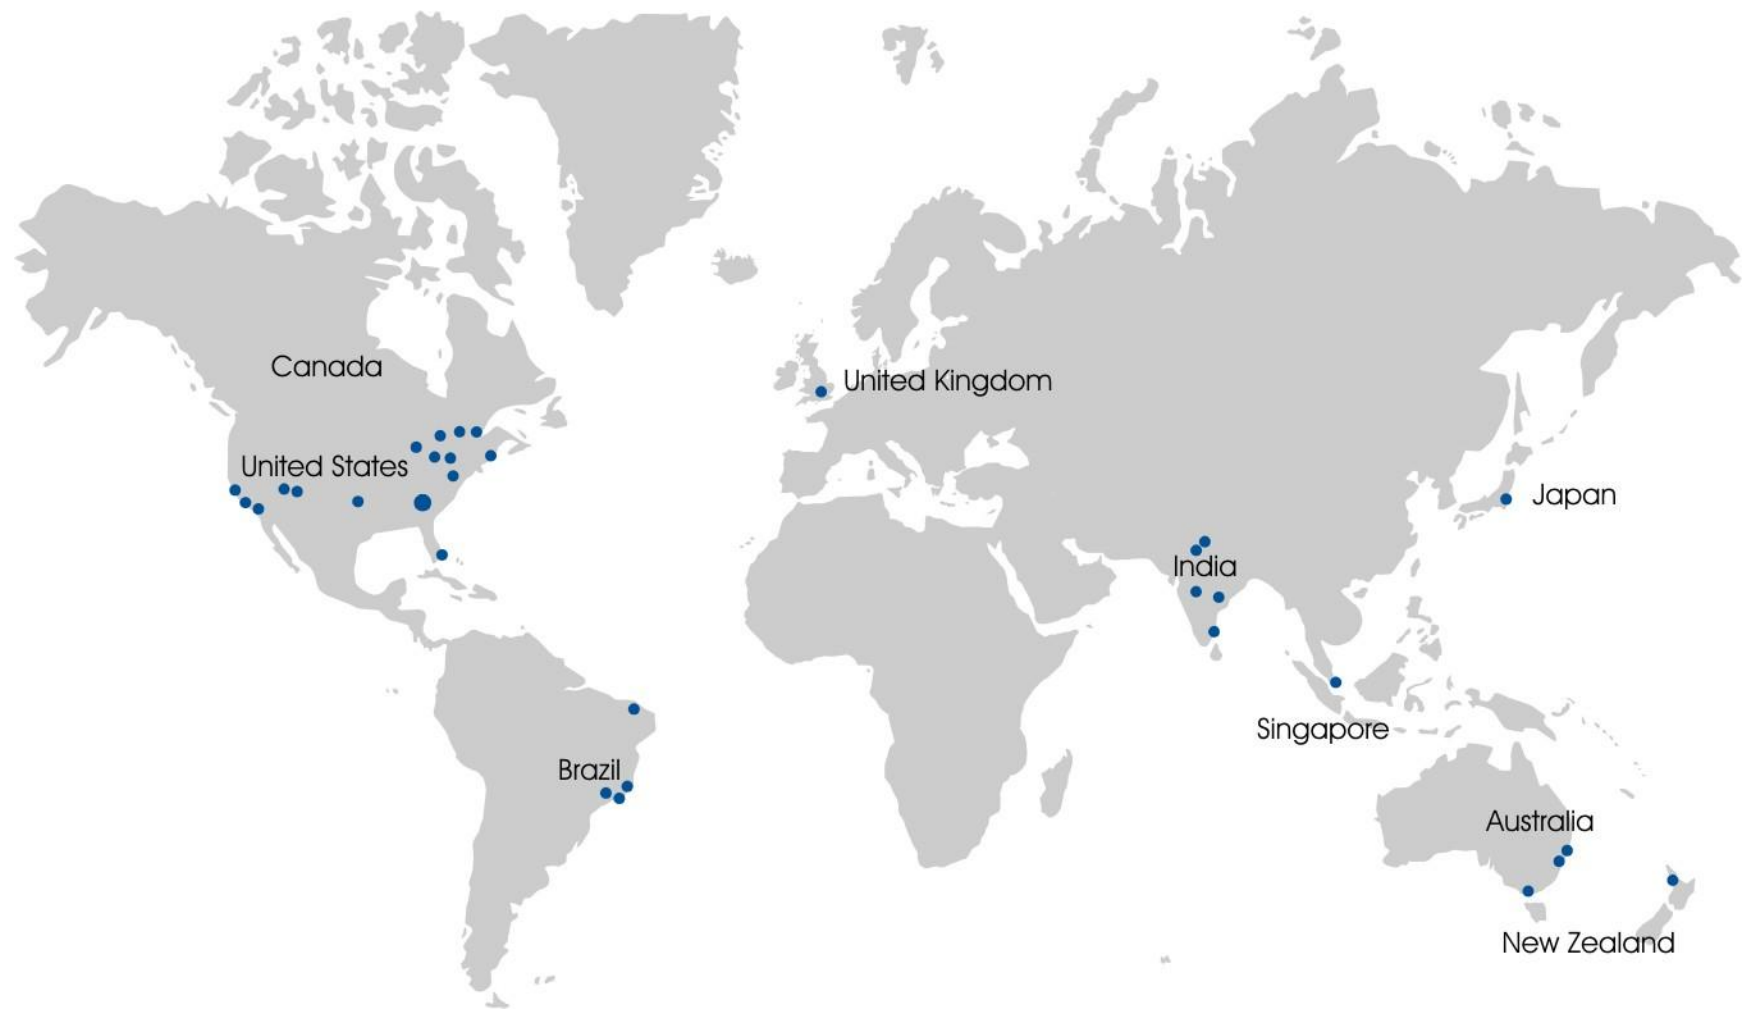 Canada
United Kingdom
United States
Japan
India
Singapore
Brazil
Australia
New Zealand